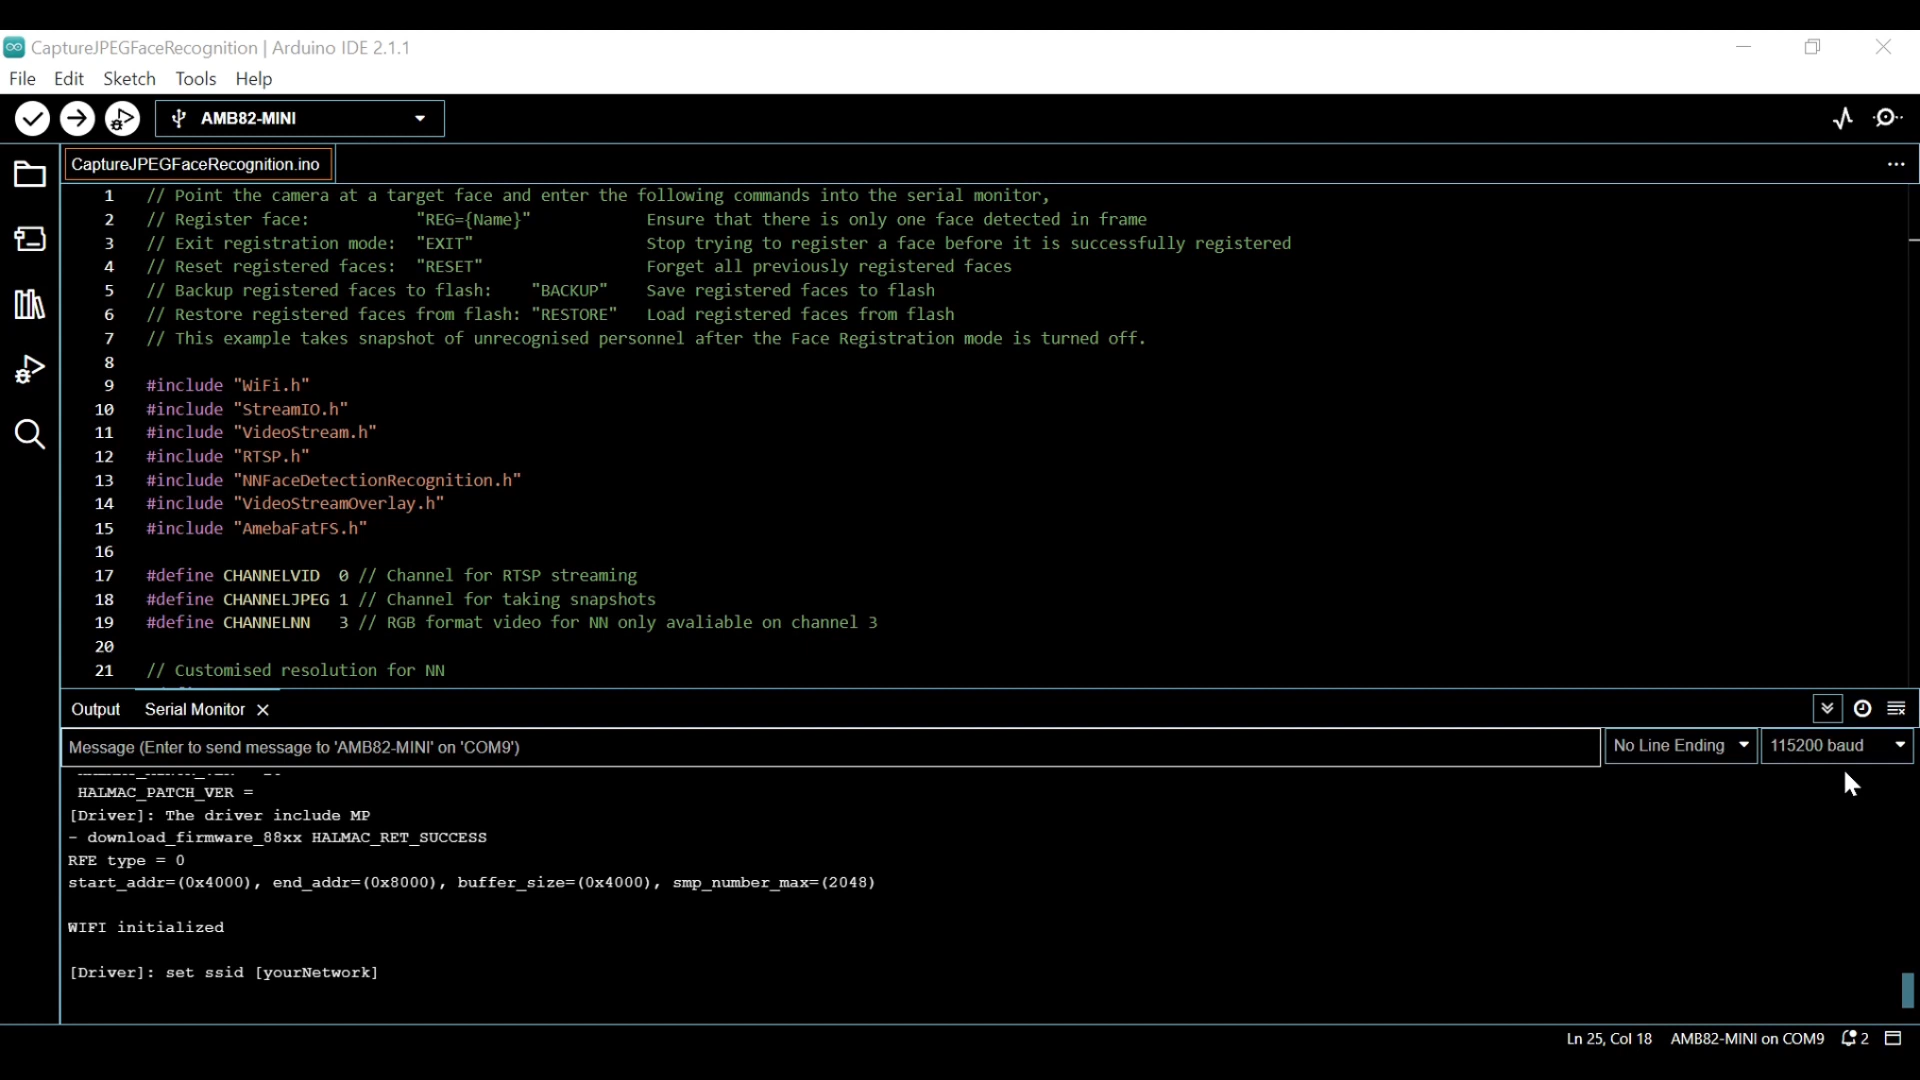 CaptureJPEGFaceRecognition | Arduino IDE 2.1.1
File Edit Sketch Tools Help
AMB82-MINI
CaptureJPEGFaceRecognition.ino
1 // Point the camera at a target face and enter the following commands into the serial monitor,
2 // Register face: "REG={Name}" Ensure that there is only one face detected in frame
3 // Exit registration mode: "EXIT" Stop trying to register a face before it is successfully registered
4 // Reset registered faces: "RESET" Forget all previously registered faces
5 // Backup registered faces to flash: "BACKUP" Save registered faces to flash
6 // Restore registered faces from flash: "RESTORE" Load registered faces from flash
7 // This example takes snapshot of unrecognised personnel after the Face Registration mode is turned off.
8
9 #include "WiFi.h"
10 #include "StreamIO.h"
11 #include "VideoStream.h"
12 #include "RTSP.h"
13 #include "NNFaceDetectionRecognition.h"
14 #include "VideoStreamOverlay.h"
15 #include "AmebaFatFS.h"
16
17 #define CHANNELVID 0 // Channel for RTSP streaming
18 #define CHANNELJPEG 1 // Channel for taking snapshots
19 #define CHANNELNN 3 // RGB format video for NN only avaliable on channel 3
20
21 // Customised resolution for NN
Output Serial Monitor
Message (Enter to send message to 'AMB82-MINI' on 'COM9') No Line Ending 115200 baud
HALMAC_PATCH_VER =
[Driver]: The driver include MP
- download_firmware_88xx HALMAC_RET_SUCCESS
RFE type = 0
start_addr=(0x4000), end_addr=(0x8000), buffer_size=(0x4000), smp_number_max=(2048)
WIFI initialized
[Driver]: set ssid [yourNetwork]
Ln 25, Col 18 AMB82-MINI on COM9 2